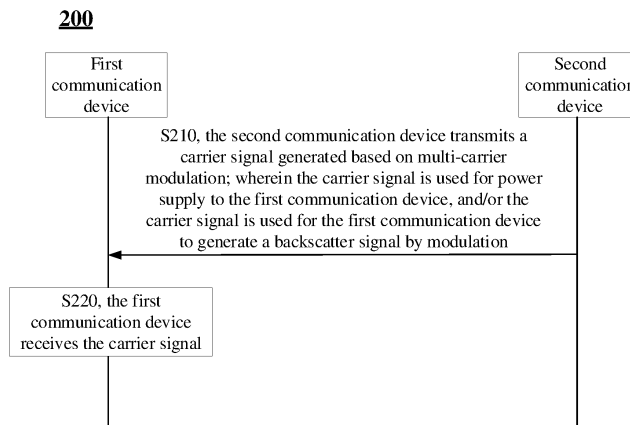 200
First
communication
device
Second
communication
device
S210, the second communication device transmits a
carrier signal generated based on multi-carrier
modulation; wherein the carrier signal is used for power
supply to the first communication device, and/or the
carrier signal is used for the first communication device
to generate a backscatter signal by modulation
S220, the first
communication device
receives the carrier signal